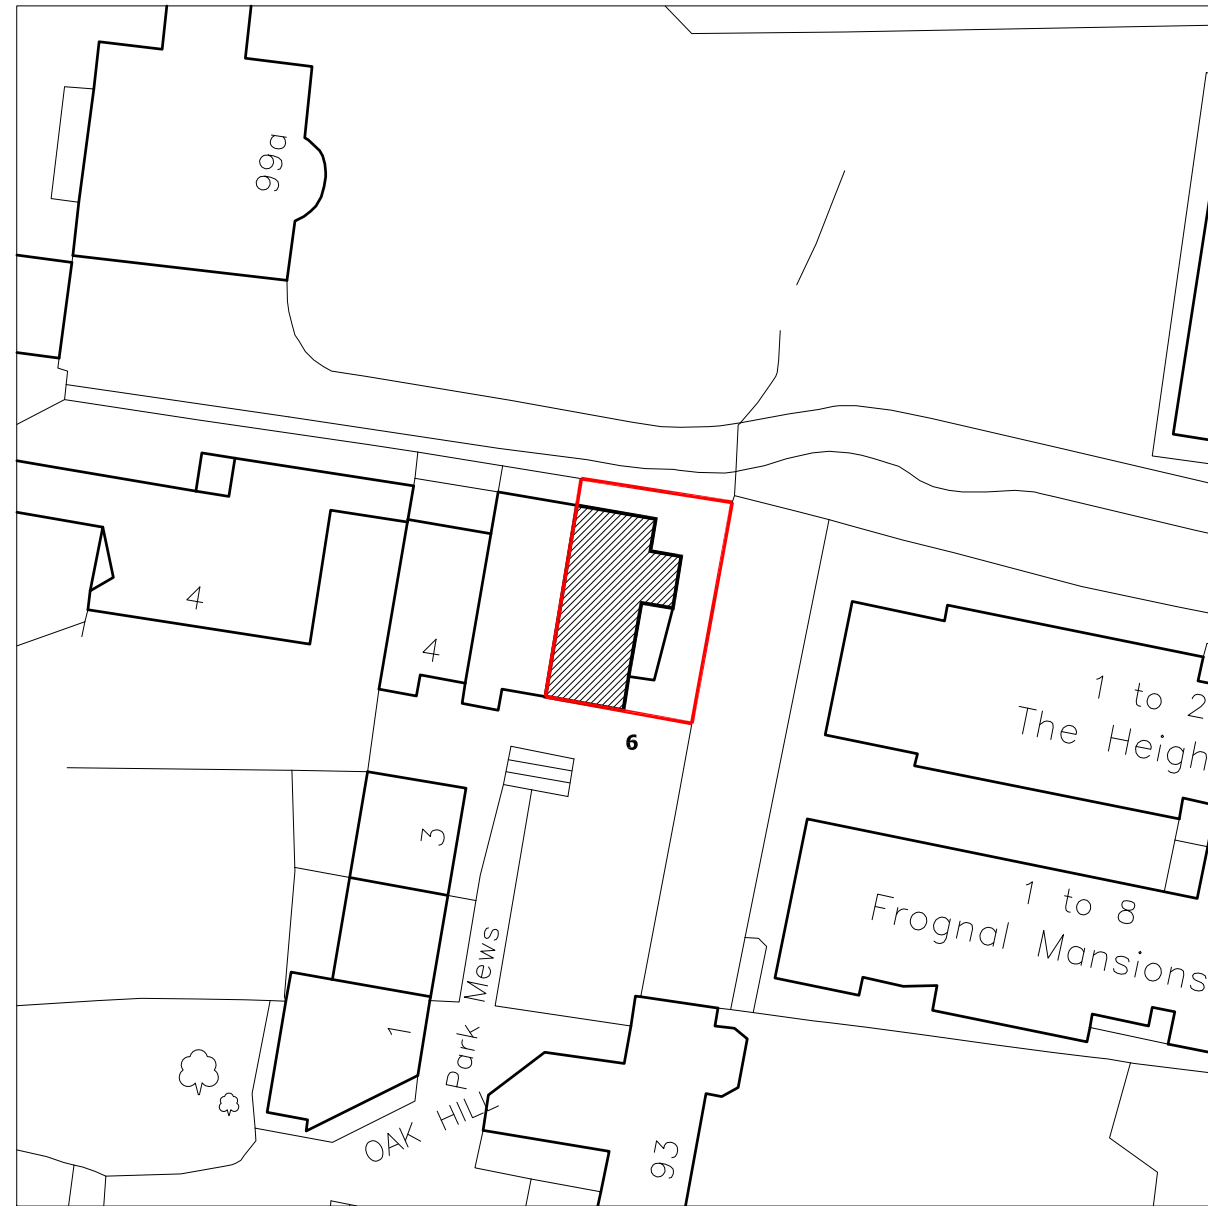 99a
4
4
1 to 2
The Heigh
6
3
1 to 8
Frognal Mansions
Park Mews
1
OAK HILL
93